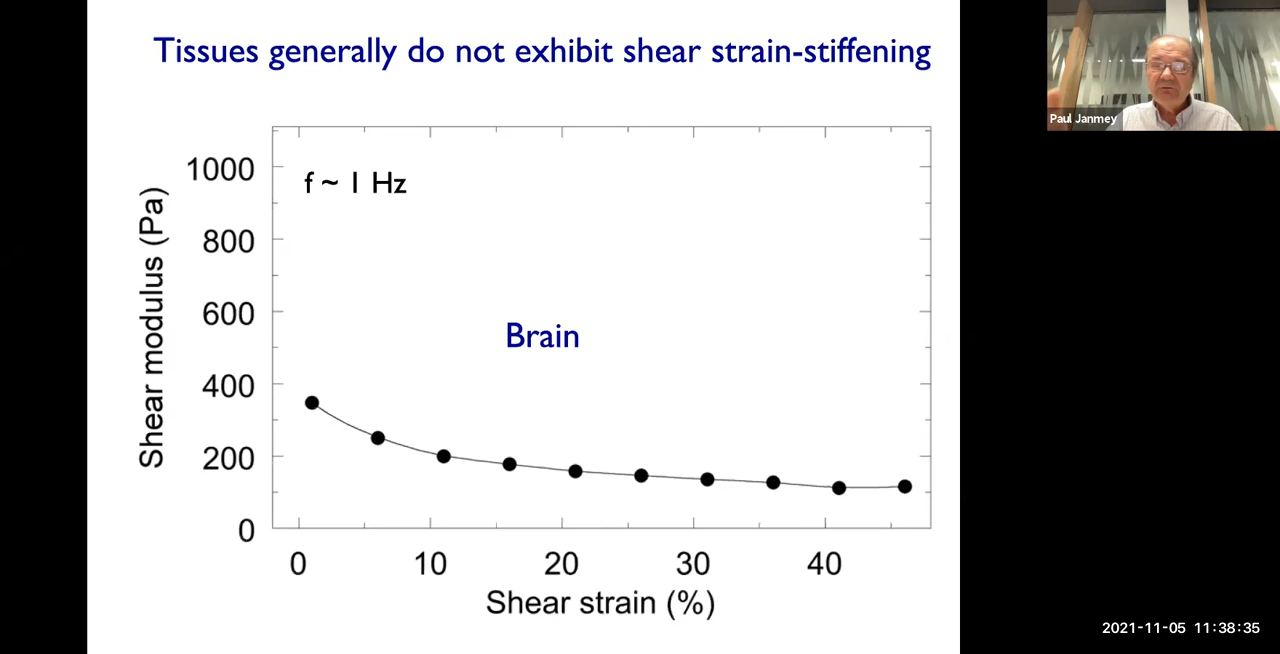 Tissues generally do not exhibit shear strain-stiffening
Paul Janmey
f ~ 1 Hz
Brain
Shear modulus (Pa)
1000
800
600
400
200
0
0 10 20 30 40
Shear strain (%)
2021-11-05 11:38:35